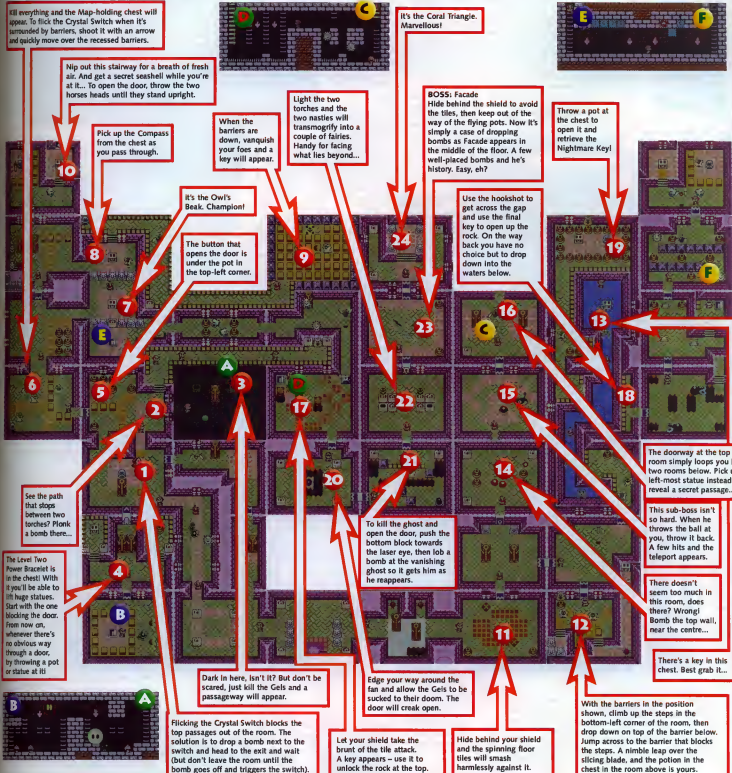 Kill everything and the Map-holding chest will
appear. To flick the Crystal Switch when it's
surrounded by barriers, shoot it with an arrow
and quickly move over the recessed barriers.
D
C
It's the Coral Triangle.
Marvellous!
E
F
Nip out this stairway for a breath of fresh
air. And get a secret seashell while you're
at it... To open the door, throw the two
horses heads until they stand upright.
Pick up the Compass
from the chest as
you pass through.
When the
barriers are
down, vanquish
your foes and a
key will appear.
Light the two
torches and the
two nasties will
transmogrify into a
couple of fairies.
Handy for facing
what lies beyond...
BOSS: Facade
Hide behind the shield to avoid
the tiles, then keep out of the
way of the flying pots. Now it's
simply a case of dropping
bombs as Facade appears in
the middle of the floor. A few
well-placed bombs and he's
history. Easy, eh?
Throw a pot at
the chest to
open it and
retrieve the
Nightmare Key!
It's the Owl's
Beak. Champion!
The button that
opens the door is
under the pot in
the top-left corner.
Use the hookshot to
get across the gap
and use the final
key to open up the
rock. On the way
back you have no
choice but to drop
down into the
waters below.
10
8
9
24
19
7
F
E
23
16
C
13
6
5
A
3
D
17
22
15
18
2
1
20
21
14
See the path
that stops
between two
torches? Plonk
a bomb there...
To kill the ghost and
open the door, push the
bottom block towards
the laser eye, then lob a
bomb at the vanishing
ghost so it gets him as
he reappears.
The doorway at the top
room simply loops you
two rooms below. Pick
left-most statue instead
reveal a secret passage...
This sub-boss isn't
so hard. When he
throws the ball at
you, throw it back.
A few hits and the
teleport appears.
The Level Two
Power Bracelet is
in the chest! With
it you'll be able to
lift huge statues.
Start with the one
blocking the door.
From now on,
whenever there's
no obvious way
through a door,
try throwing a pot
or statue at it!
4
B
11
12
There doesn't
seem too much in
this room, does
there? Wrong!
Bomb the top wall,
near the centre...
There's a key in this
chest. Best grab it...
Dark in here, isn't it? But don't be
scared, just kill the Gels and a
passageway will appear.
Edge your way around the
fan and allow the Gels to be
sucked to their doom. The
door will creak open.
B
A
Flicking the Crystal Switch blocks the
top passages out of the room. The
solution is to drop a bomb next to the
switch and head to the exit and wait
(but don't leave the room until the
bomb goes off and triggers the switch).
Let your shield take the
brunt of the tile attack.
A key appears – use it to
unlock the rock at the top.
Hide behind your shield
and the spinning floor
tiles will smash
harmlessly against it.
With the barriers in the position
shown, climb up the steps in the
bottom-left corner of the room, then
drop down on top of the barrier below.
Jump across to the barrier that blocks
the steps. A nimble leap over the
slicing blade, and the potion in the
chest in the room above is yours.